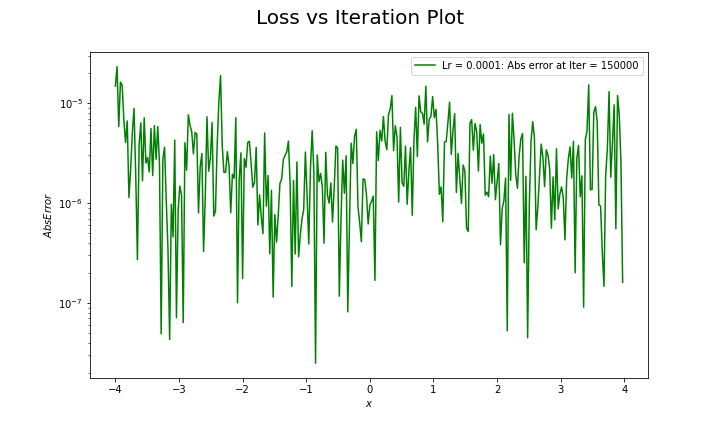 Loss vs Iteration Plot
Lr = 0.0001: Abs error at Iter = 150000
10⁻⁵
10⁻⁶
10⁻⁷
AbsError
−4 −3 −2 −1 0 1 2 3 4
x